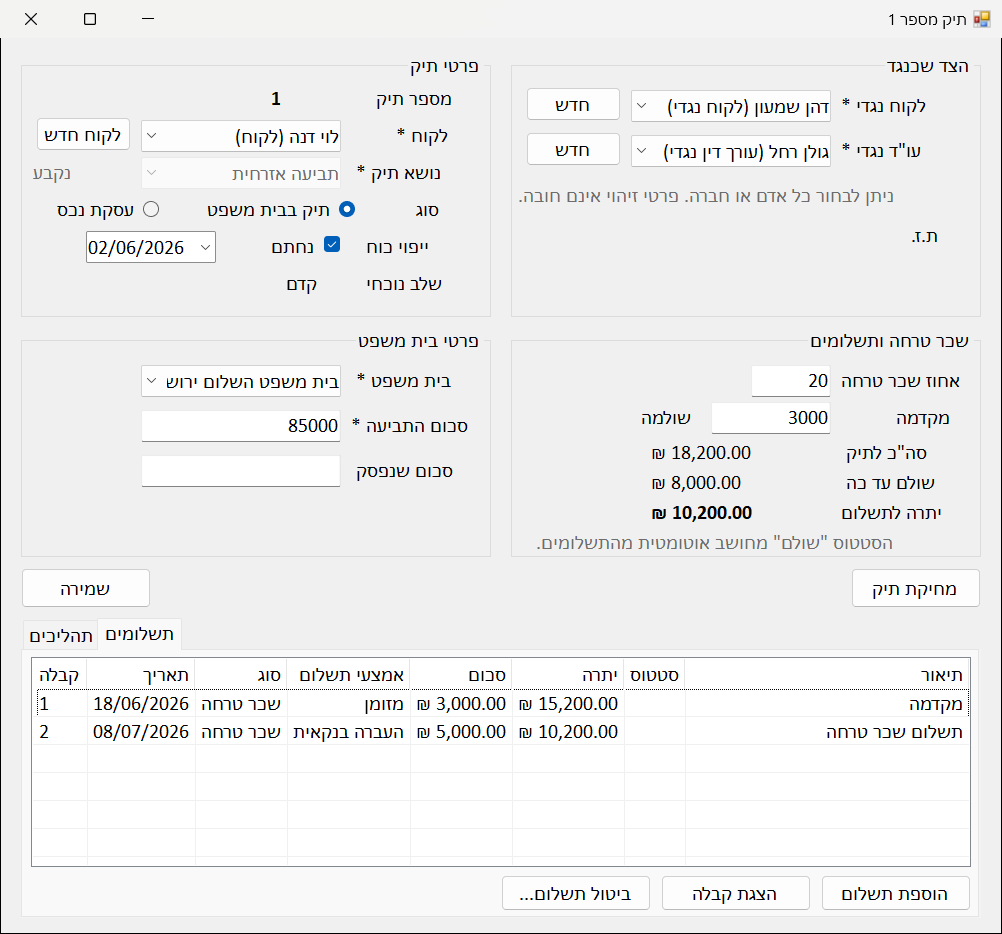 תיק מספר 1
הצד שכנגד
לקוח נגדי *
דהן שמעון (לקוח נגדי)
חדש
עו"ד נגדי *
גולן רחל (עורך דין נגדי)
חדש
ניתן לבחור כל אדם או חברה. פרטי זיהוי אינם חובה.
ת.ז.
פרטי תיק
מספר תיק
1
לקוח *
לוי דנה (לקוח)
לקוח חדש
נושא תיק *
תביעה אזרחית
נקבע
סוג
תיק בבית משפט
עסקת נכס
ייפוי כוח
נחתם
02/06/2026
שלב נוכחי
קדם
שכר טרחה ותשלומים
אחוז שכר טרחה
20
מקדמה
3000
שולמה
סה"כ לתיק
18,200.00 ₪
שולם עד כה
8,000.00 ₪
יתרה לתשלום
10,200.00 ₪
הסטטוס "שולם" מחושב אוטומטית מהתשלומים.
פרטי בית משפט
בית משפט *
בית משפט השלום ירוש
סכום התביעה *
85000
סכום שנפסק
מחיקת תיק
שמירה
תשלומים
תהליכים
תיאור יתרה סטטוס סכום אמצעי תשלום סוג תאריך קבלה
מקדמה 15,200.00 ₪ 3,000.00 ₪ מזומן שכר טרחה 18/06/2026 1
תשלום שכר טרחה 10,200.00 ₪ 5,000.00 ₪ העברה בנקאית שכר טרחה 08/07/2026 2
הוספת תשלום
הצגת קבלה
ביטול תשלום...